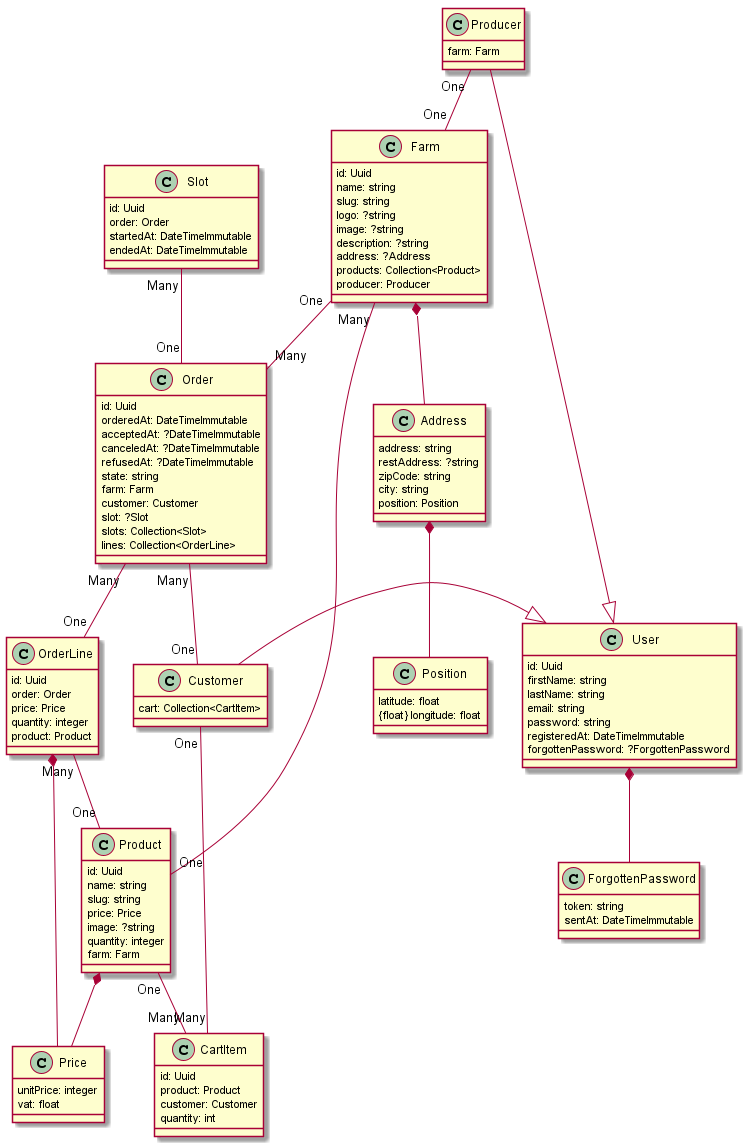 C Producer
farm: Farm
One
One
C Farm
id: Uuid
name: string
slug: string
logo: ?string
image: ?string
description: ?string
address: ?Address
products: Collection<Product>
producer: Producer
C Slot
id: Uuid
order: Order
startedAt: DateTimeImmutable
endedAt: DateTimeImmutable
Many
One
One
Many
Many
C Order
id: Uuid
orderedAt: DateTimeImmutable
acceptedAt: ?DateTimeImmutable
canceledAt: ?DateTimeImmutable
refusedAt: ?DateTimeImmutable
state: string
farm: Farm
customer: Customer
slot: ?Slot
slots: Collection<Slot>
lines: Collection<OrderLine>
C Address
address: string
restAddress: ?string
zipCode: string
city: string
position: Position
Many
Many
One
One
C OrderLine
id: Uuid
order: Order
price: Price
quantity: integer
product: Product
C Customer
cart: Collection<CartItem>
C Position
latitude: float
{float} longitude: float
C User
id: Uuid
firstName: string
lastName: string
email: string
password: string
registeredAt: DateTimeImmutable
forgottenPassword: ?ForgottenPassword
One
Many
One
One
C Product
id: Uuid
name: string
slug: string
price: Price
image: ?string
quantity: integer
farm: Farm
C ForgottenPassword
token: string
sentAt: DateTimeImmutable
One
Many
Many
C Price
unitPrice: integer
vat: float
C CartItem
id: Uuid
product: Product
customer: Customer
quantity: int